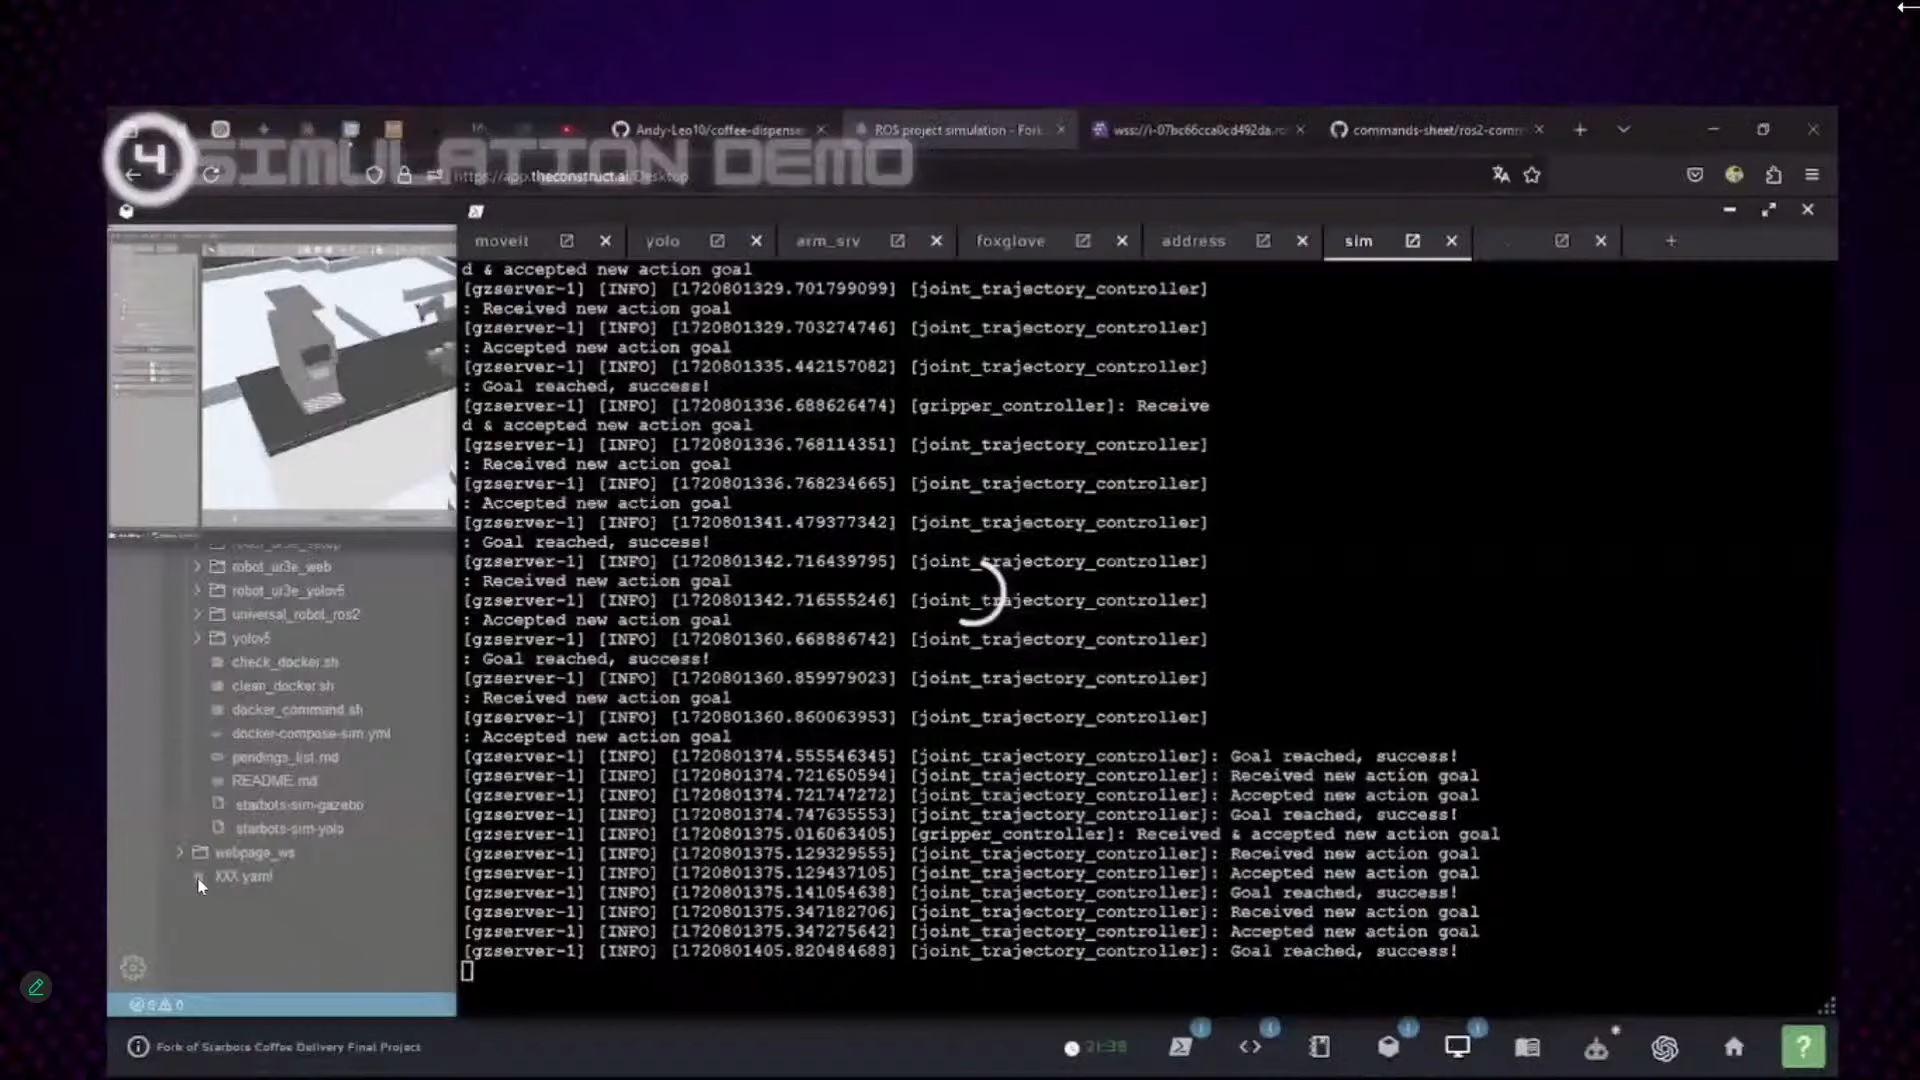 4 SIMULATION DEMO
Andy-Leo10/coffee-dispense
ROS project simulation - Fork
wss://i-07bc66cca0cd492da.ro
commands-sheet/ros2-comm
https://app.theconstruct.ai/Desktop
moveit
yolo
arm_srv
foxglove
address
sim
d & accepted new action goal
[gzserver-1] [INFO] [1720801329.701799099] [joint_trajectory_controller]
: Received new action goal
[gzserver-1] [INFO] [1720801329.703274746] [joint_trajectory_controller]
: Accepted new action goal
[gzserver-1] [INFO] [1720801335.442157082] [joint_trajectory_controller]
: Goal reached, success!
[gzserver-1] [INFO] [1720801336.688626474] [gripper_controller]: Receive
d & accepted new action goal
[gzserver-1] [INFO] [1720801336.768114351] [joint_trajectory_controller]
: Received new action goal
[gzserver-1] [INFO] [1720801336.768234665] [joint_trajectory_controller]
: Accepted new action goal
[gzserver-1] [INFO] [1720801341.479377342] [joint_trajectory_controller]
: Goal reached, success!
[gzserver-1] [INFO] [1720801342.716439795] [joint_trajectory_controller]
: Received new action goal
[gzserver-1] [INFO] [1720801342.716555246] [joint_trajectory_controller]
: Accepted new action goal
[gzserver-1] [INFO] [1720801360.668886742] [joint_trajectory_controller]
: Goal reached, success!
[gzserver-1] [INFO] [1720801360.859979023] [joint_trajectory_controller]
: Received new action goal
[gzserver-1] [INFO] [1720801360.860063953] [joint_trajectory_controller]
: Accepted new action goal
[gzserver-1] [INFO] [1720801374.555546345] [joint_trajectory_controller]: Goal reached, success!
[gzserver-1] [INFO] [1720801374.721650594] [joint_trajectory_controller]: Received new action goal
[gzserver-1] [INFO] [1720801374.721747272] [joint_trajectory_controller]: Accepted new action goal
[gzserver-1] [INFO] [1720801374.747635553] [joint_trajectory_controller]: Goal reached, success!
[gzserver-1] [INFO] [1720801375.016063405] [gripper_controller]: Received & accepted new action goal
[gzserver-1] [INFO] [1720801375.129329555] [joint_trajectory_controller]: Received new action goal
[gzserver-1] [INFO] [1720801375.129437105] [joint_trajectory_controller]: Accepted new action goal
[gzserver-1] [INFO] [1720801375.141054638] [joint_trajectory_controller]: Goal reached, success!
[gzserver-1] [INFO] [1720801375.347182706] [joint_trajectory_controller]: Received new action goal
[gzserver-1] [INFO] [1720801375.347275642] [joint_trajectory_controller]: Accepted new action goal
[gzserver-1] [INFO] [1720801405.820484688] [joint_trajectory_controller]: Goal reached, success!
robot_ur3e_setup
robot_ur3e_web
robot_ur3e_yolov5
universal_robot_ros2
yolov5
check_docker.sh
clean_docker.sh
docker_command.sh
docker-compose-sim.yml
pendings_list.md
README.md
starbots-sim-gazebo
starbots-sim-yolo
webpage_ws
XXX.yaml
0 0
Fork of Starbots Coffee Delivery Final Project
21:38
?